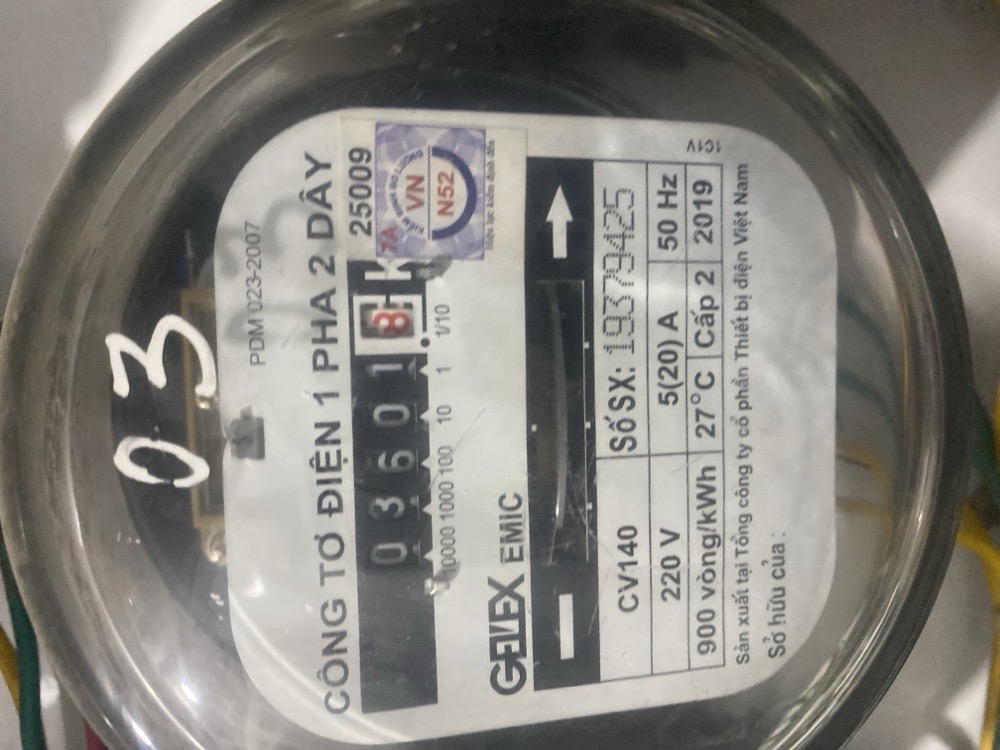 03
PDM 023-2007
CÔNG TƠ ĐIỆN 1 PHA 2 DÂY
25009
7A
VN
N52
03601 8
10000 1000 100 10 1 1/10
GELEX EMIC
CV140 Số SX: 19379425
220 V 5(20) A 50 Hz
900 vòng/kWh 27°C Cấp 2 2019
1C1V
Sản xuất tại Tổng công ty cổ phần Thiết bị điện Việt Nam
Sở hữu của :